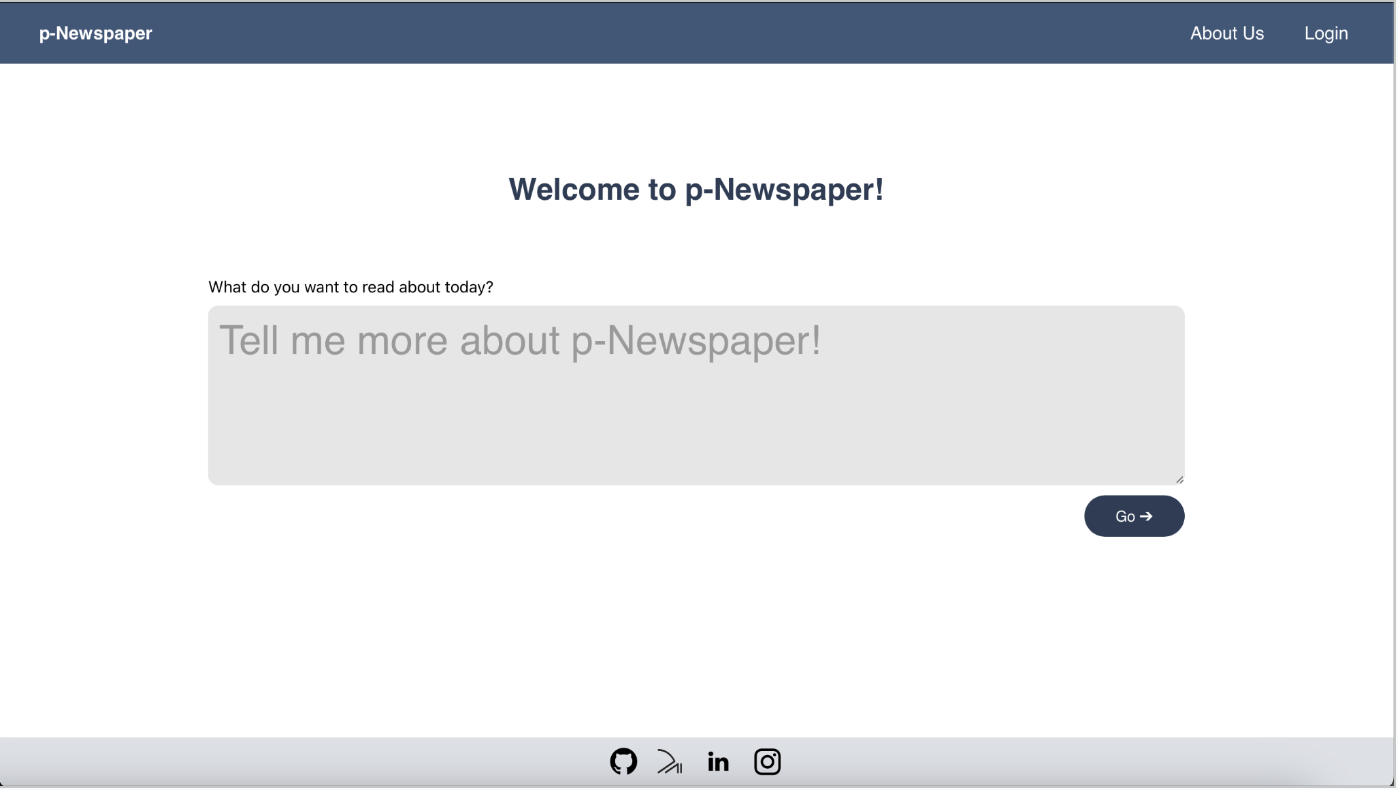 p-Newspaper
About Us
Login
Welcome to p-Newspaper!
What do you want to read about today?
Tell me more about p-Newspaper!
Go ➔
in